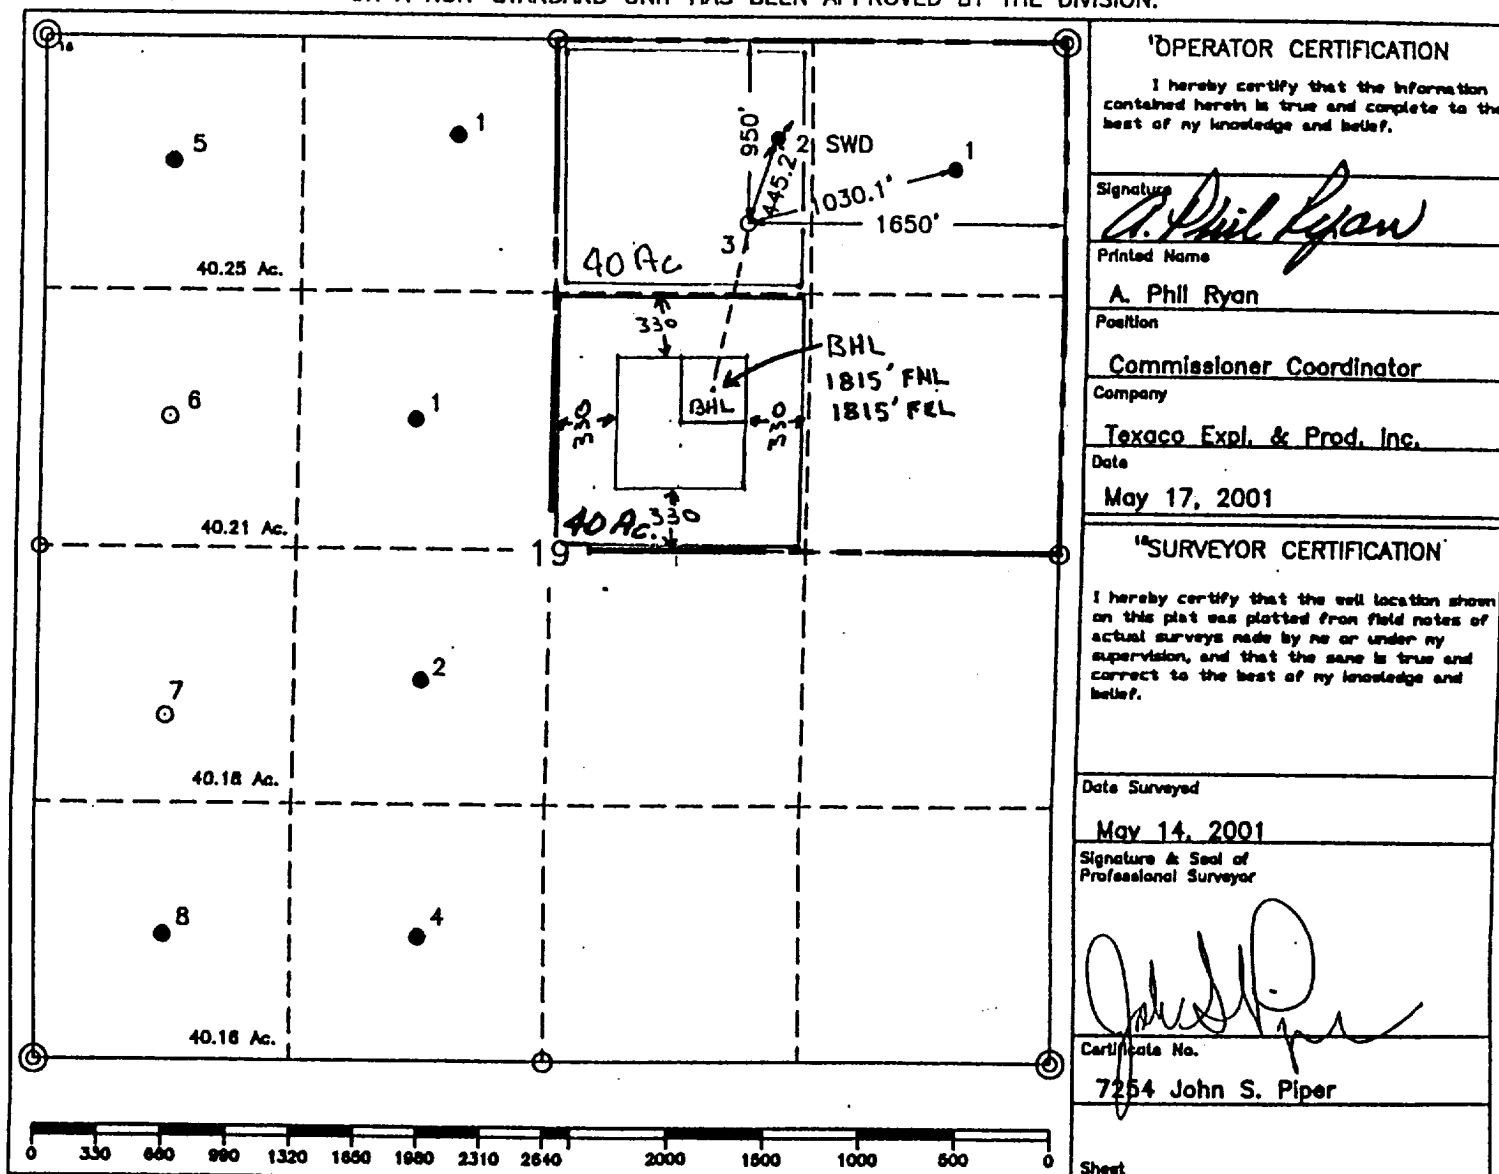 OR A NON-STANDARD UNIT HAS BEEN APPROVED BY THE DIVISION.
16
5
1
950'
2 SWD
445.2'
1
1030.1'
1650'
3
40 Ac
40.25 Ac.
330
BHL
1815' FNL
1815' FEL
6
1
330
BHL
330
40.21 Ac.
40 Ac.
330
19
7
2
40.18 Ac.
8
4
40.16 Ac.
0 330 660 990 1320 1650 1980 2310 2640 2000 1500 1000 500 0
17 OPERATOR CERTIFICATION
I hereby certify that the information
contained herein is true and complete to the
best of my knowledge and belief.
Signature
A. Phil Ryan
Printed Name
A. Phil Ryan
Position
Commissioner Coordinator
Company
Texaco Expl. & Prod. Inc.
Date
May 17, 2001
18 SURVEYOR CERTIFICATION
I hereby certify that the well location shown
on this plat was plotted from field notes of
actual surveys made by me or under my
supervision, and that the same is true and
correct to the best of my knowledge and
belief.
Date Surveyed
May 14, 2001
Signature & Seal of
Professional Surveyor
John S. Piper
Certificate No.
7254 John S. Piper
Sheet